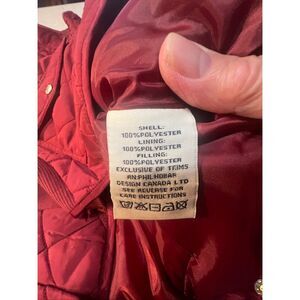 SHELL:
100%POLYESTER
LINING:
100%POLYESTER
FILLING:
100%POLYESTER
EXCLUSIVE OF TRIMS
AN:PHILHOBAR
DESIGN CANADA LTD
SEE REVERSE FOR
CARE INSTRUCTIONS